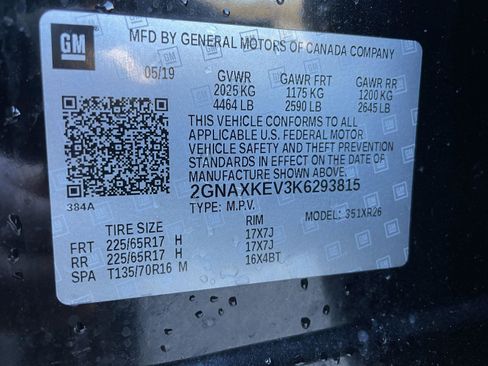 GM
MFD BY GENERAL MOTORS OF CANADA COMPANY
05/19 GVWR GAWR FRT GAWR RR
2025 KG 1175 KG 1200 KG
4464 LB 2590 LB 2645 LB
THIS VEHICLE CONFORMS TO ALL
APPLICABLE U.S. FEDERAL MOTOR
VEHICLE SAFETY AND THEFT PREVENTION
STANDARDS IN EFFECT ON THE DATE OF
MANUFACTURE SHOWN ABOVE.
384A 2GNAXKEV3K6293815
TYPE: M.P.V. MODEL: 351XR26
TIRE SIZE RIM
FRT 225/65R17 H 17X7J
RR 225/65R17 H 17X7J
SPA T135/70R16 M 16X4BT